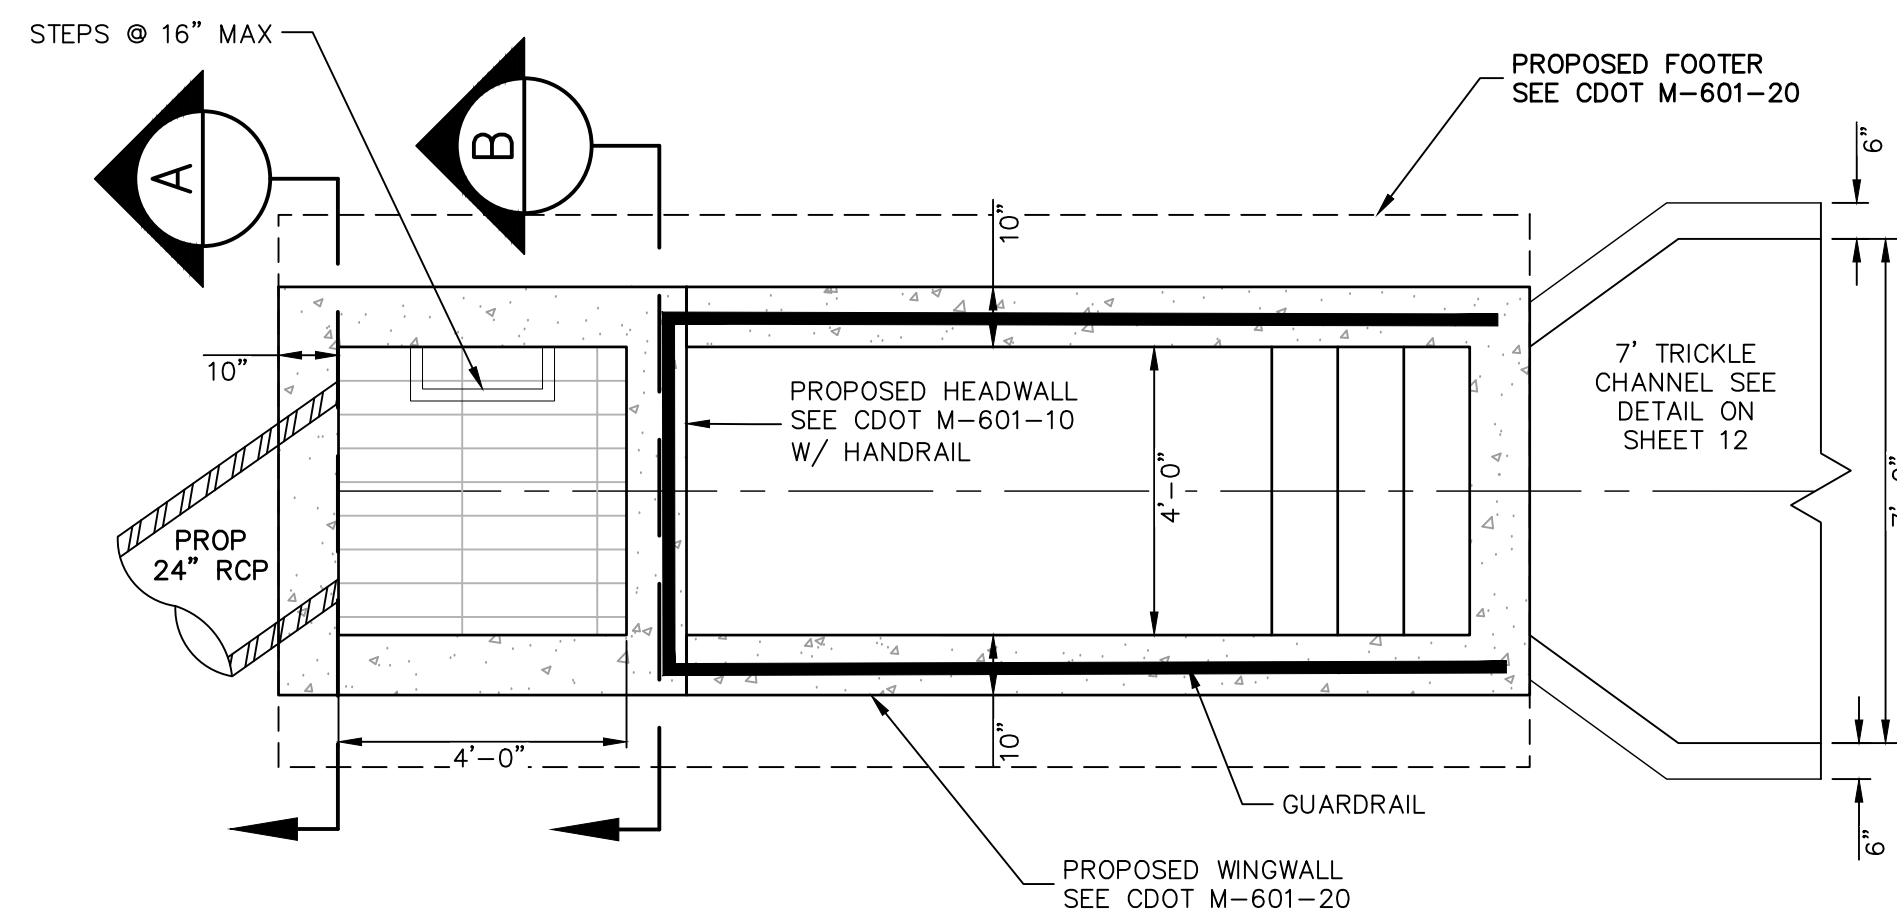 STEPS @ 16" MAX
A
B
PROPOSED FOOTER
SEE CDOT M-601-20
6"
10"
10"
7' TRICKLE
CHANNEL SEE
DETAIL ON
SHEET 12
PROPOSED HEADWALL
SEE CDOT M-601-10
W/ HANDRAIL
4'-0"
PROP
24" RCP
4'-0"
10"
GUARDRAIL
PROPOSED WINGWALL
SEE CDOT M-601-20
6"